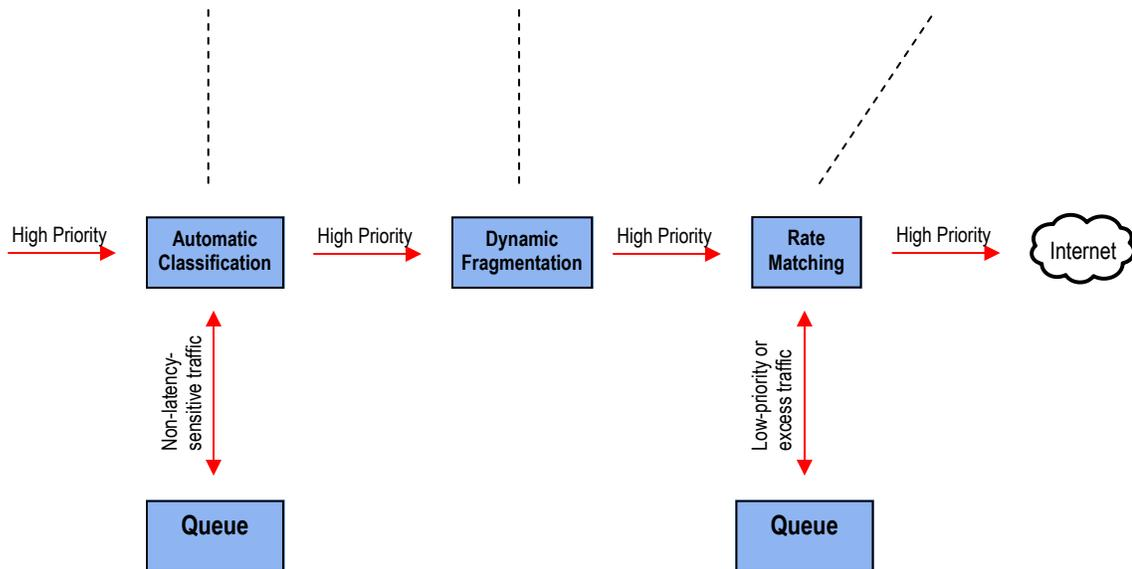 High Priority
Automatic
Classification
High Priority
Dynamic
Fragmentation
High Priority
Rate
Matching
High Priority
Internet
Non-latency-
sensitive traffic
Low-priority or
excess traffic
Queue
Queue